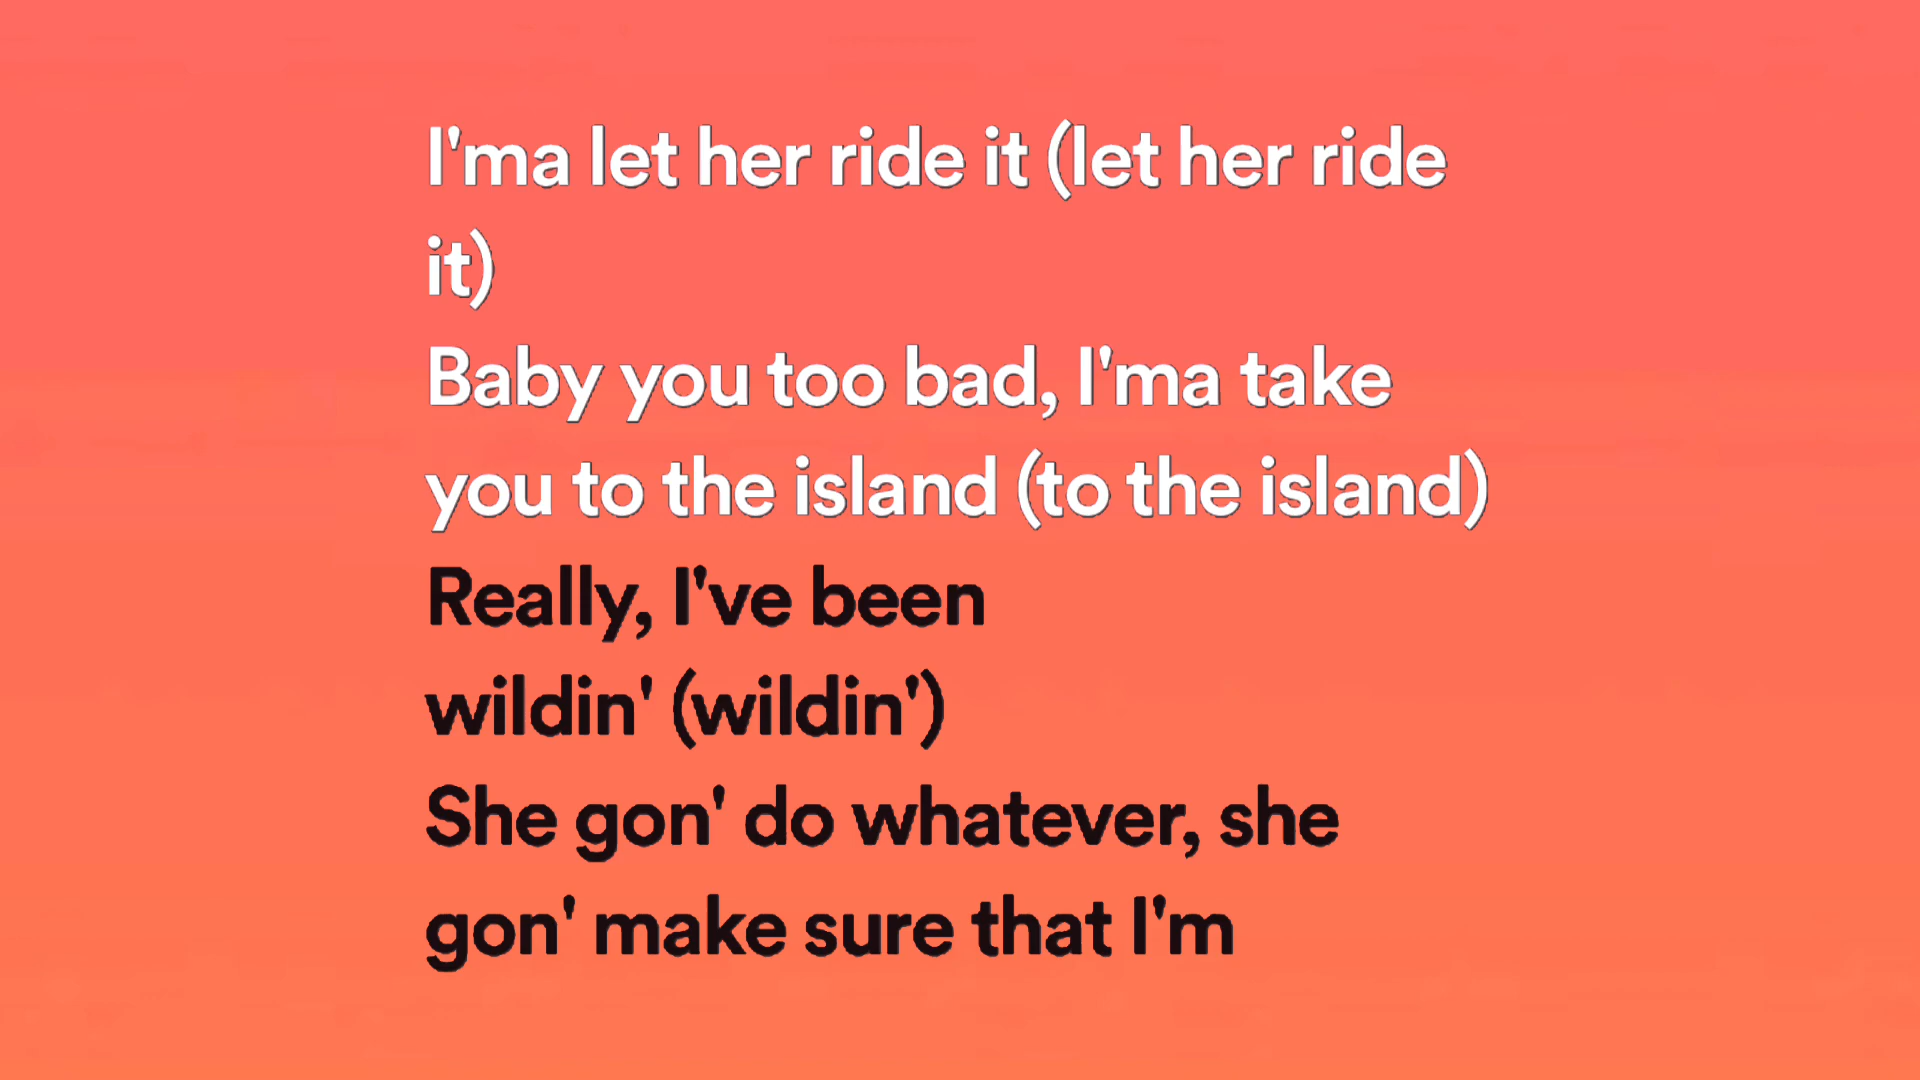 I'ma let her ride it (let her ride
it)
Baby you too bad, I'ma take
you to the island (to the island)
Really, I've been
wildin' (wildin')
She gon' do whatever, she
gon' make sure that I'm